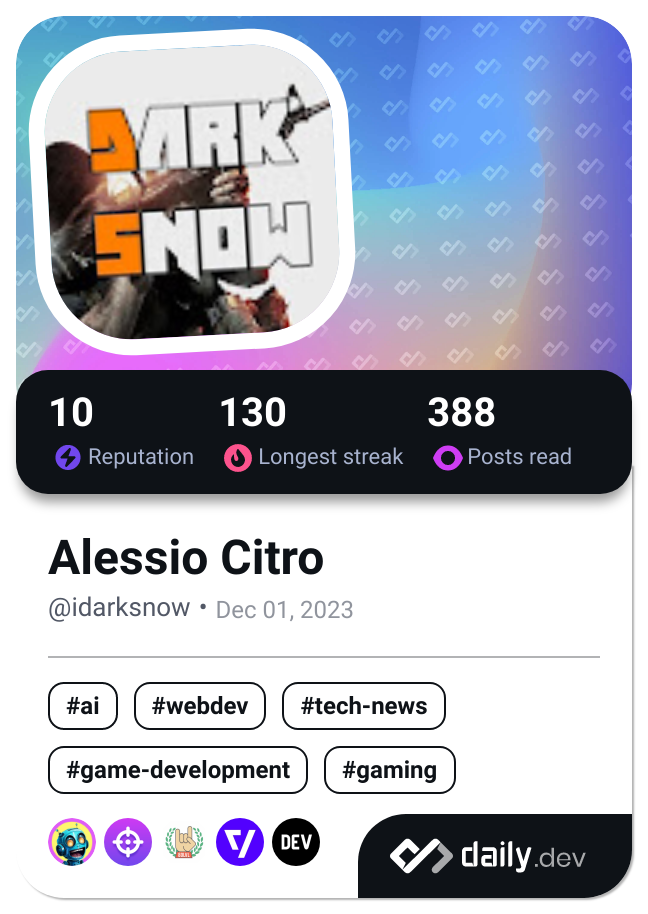 DARK
SNOW
10 130 388
Reputation Longest streak Posts read
Alessio Citro
@idarksnow • Dec 01, 2023
#ai #webdev #tech-news
#game-development #gaming
DEV
daily.dev